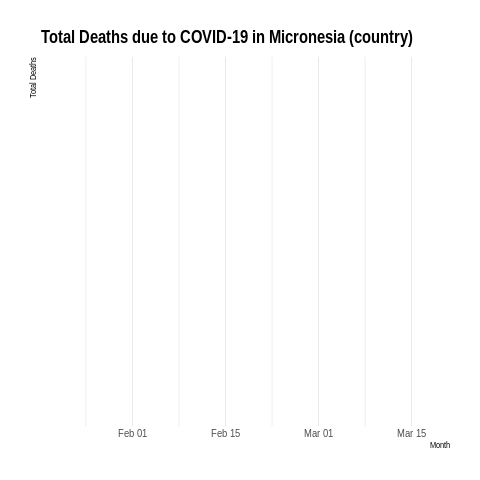 Total Deaths due to COVID-19 in Micronesia (country)
Total Deaths
Feb 01
Feb 15
Mar 01
Mar 15
Month